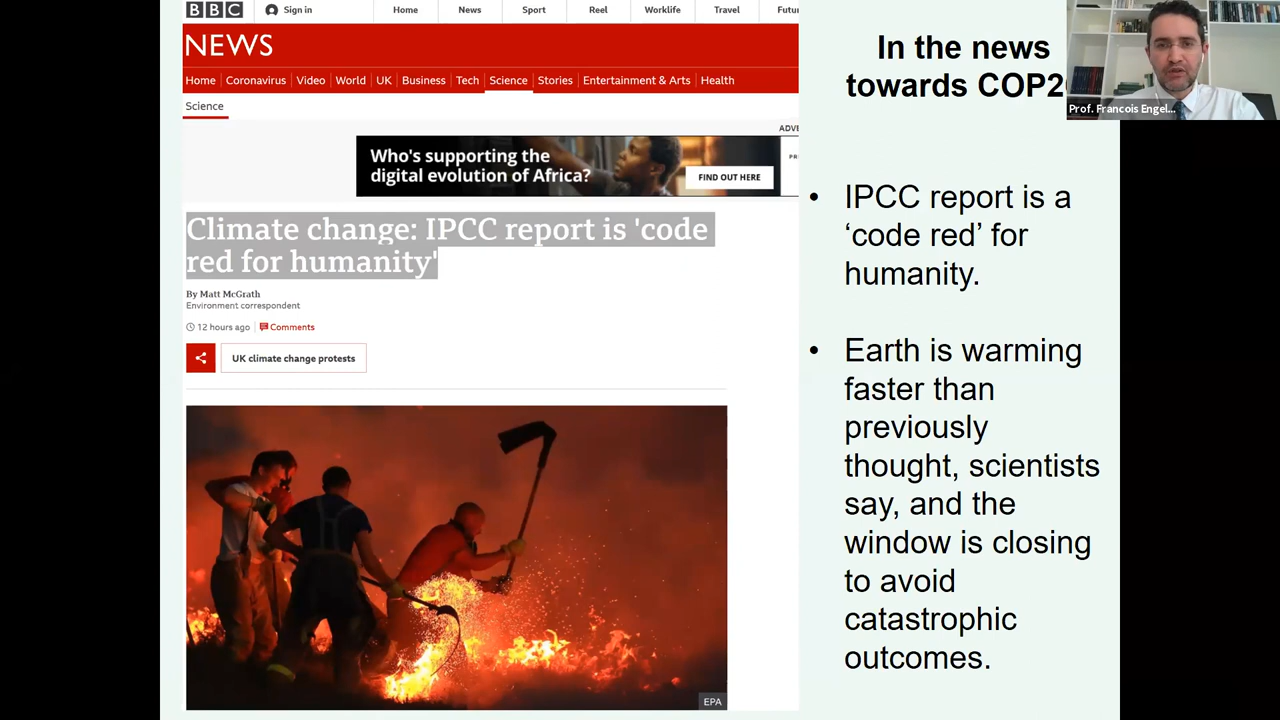 BBC
Sign in
Home
News
Sport
Reel
Worklife
Travel
NEWS
Home
Coronavirus
Video
World
UK
Business
Tech
Science
Stories
Entertainment & Arts
Health
Science
ADVE
Who's supporting the
digital evolution of Africa?
FIND OUT HERE
PR
Climate change: IPCC report is 'code
red for humanity'
By Matt McGrath
Environment correspondent
12 hours ago
Comments
UK climate change protests
EPA
In the news
towards COP2
• IPCC report is a
‘code red’ for
humanity.
• Earth is warming
faster than
previously
thought, scientists
say, and the
window is closing
to avoid
catastrophic
outcomes.
Prof. Francois Engel...